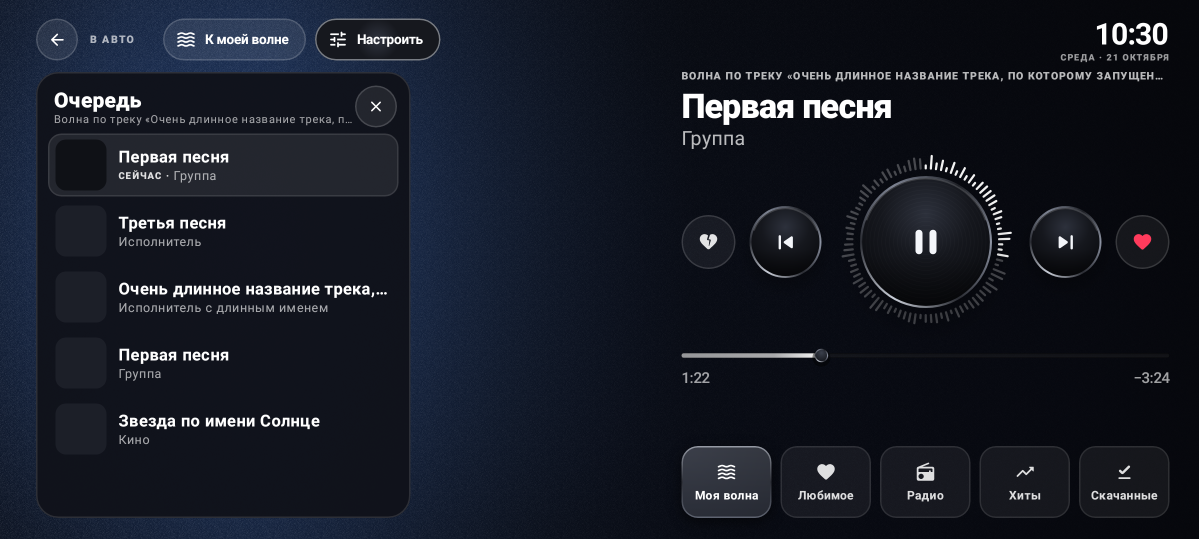 В АВТО
К моей волне
Настроить
10:30
СРЕДА · 21 ОКТЯБРЯ
Очередь
Волна по треку «Очень длинное название трека, п…
Первая песня
СЕЙЧАС · Группа
Третья песня
Исполнитель
Очень длинное название трека,…
Исполнитель с длинным именем
Первая песня
Группа
Звезда по имени Солнце
Кино
ВОЛНА ПО ТРЕКУ «ОЧЕНЬ ДЛИННОЕ НАЗВАНИЕ ТРЕКА, ПО КОТОРОМУ ЗАПУЩЕН…
Первая песня
Группа
1:22
−3:24
Моя волна
Любимое
Радио
Хиты
Скачанные